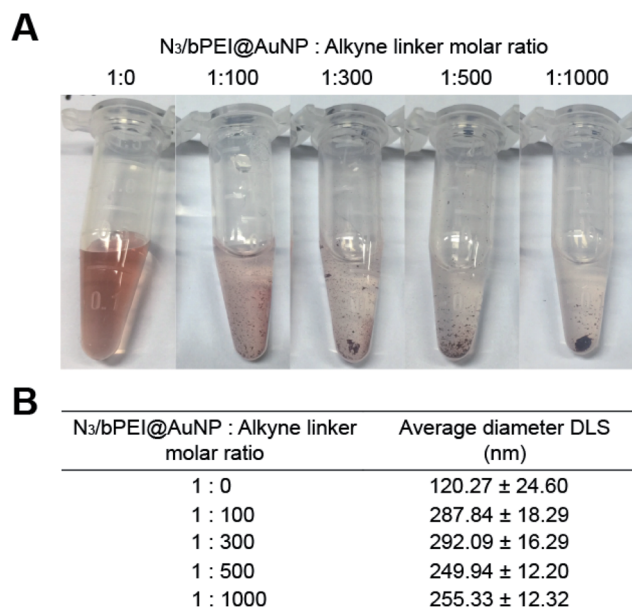 A
N₃/bPEI@AuNP : Alkyne linker molar ratio
1:0 1:100 1:300 1:500 1:1000
0.1
B
N₃/bPEI@AuNP : Alkyne linker molar ratio Average diameter DLS (nm)
1 : 0 120.27 ± 24.60
1 : 100 287.84 ± 18.29
1 : 300 292.09 ± 16.29
1 : 500 249.94 ± 12.20
1 : 1000 255.33 ± 12.32